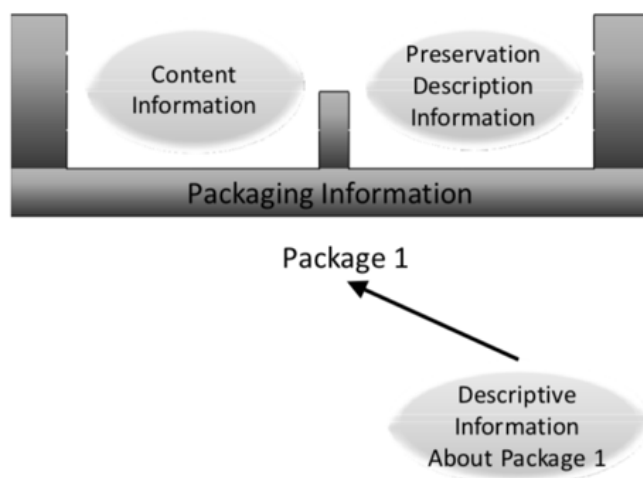 Content
Information
Preservation
Description
Information
Packaging Information
Package 1
Descriptive
Information
About Package 1